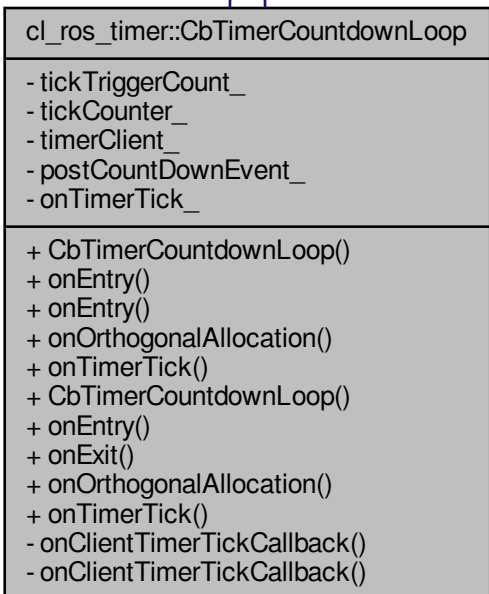 cl_ros_timer::CbTimerCountdownLoop
- tickTriggerCount_
- tickCounter_
- timerClient_
- postCountDownEvent_
- onTimerTick_
+ CbTimerCountdownLoop()
+ onEntry()
+ onEntry()
+ onOrthogonalAllocation()
+ onTimerTick()
+ CbTimerCountdownLoop()
+ onEntry()
+ onExit()
+ onOrthogonalAllocation()
+ onTimerTick()
- onClientTimerTickCallback()
- onClientTimerTickCallback()